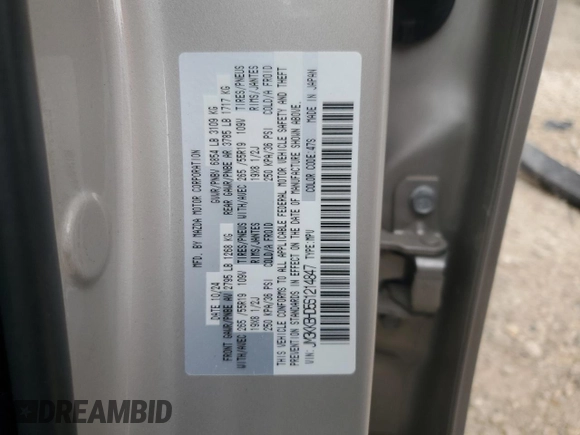 MFD. BY MAZDA MOTOR CORPORATION
DATE: 10/24 GVWR/PNBV 6854 LB 3109 KG
FRONT GAWR/PNBE AV 2795 LB 1268 KG REAR GAWR/PNBE AR 3785 LB 1717 KG
WITH/AVEC 265 /55R19 109V TIRES/PNEUS WITH/AVEC 265 /55R19 109V TIRES/PNEUS
19X8 1/2J RIMS/JANTES 19X8 1/2J RIMS/JANTES
250 KPA/36 PSI COLD/A FROID 250 KPA/36 PSI COLD/A FROID
THIS VEHICLE CONFORMS TO ALL APPLICABLE FEDERAL MOTOR VEHICLE SAFETY AND THEFT
PREVENTION STANDARDS IN EFFECT ON THE DATE OF MANUFACTURE SHOWN ABOVE.
VIN: JM3KKBHD5S1214847 TYPE:MPV COLOR CODE:47S MADE IN JAPAN
DREAMBID